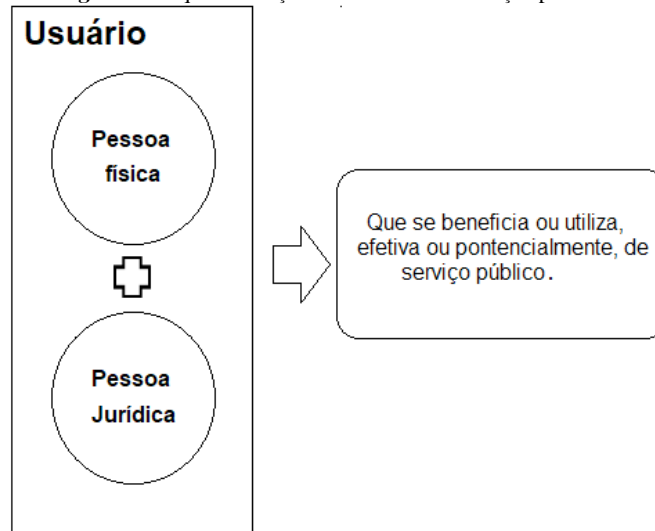 Usuário
Pessoa
física
Pessoa
Jurídica
Que se beneficia ou utiliza,
efetiva ou pontencialmente, de
serviço público.